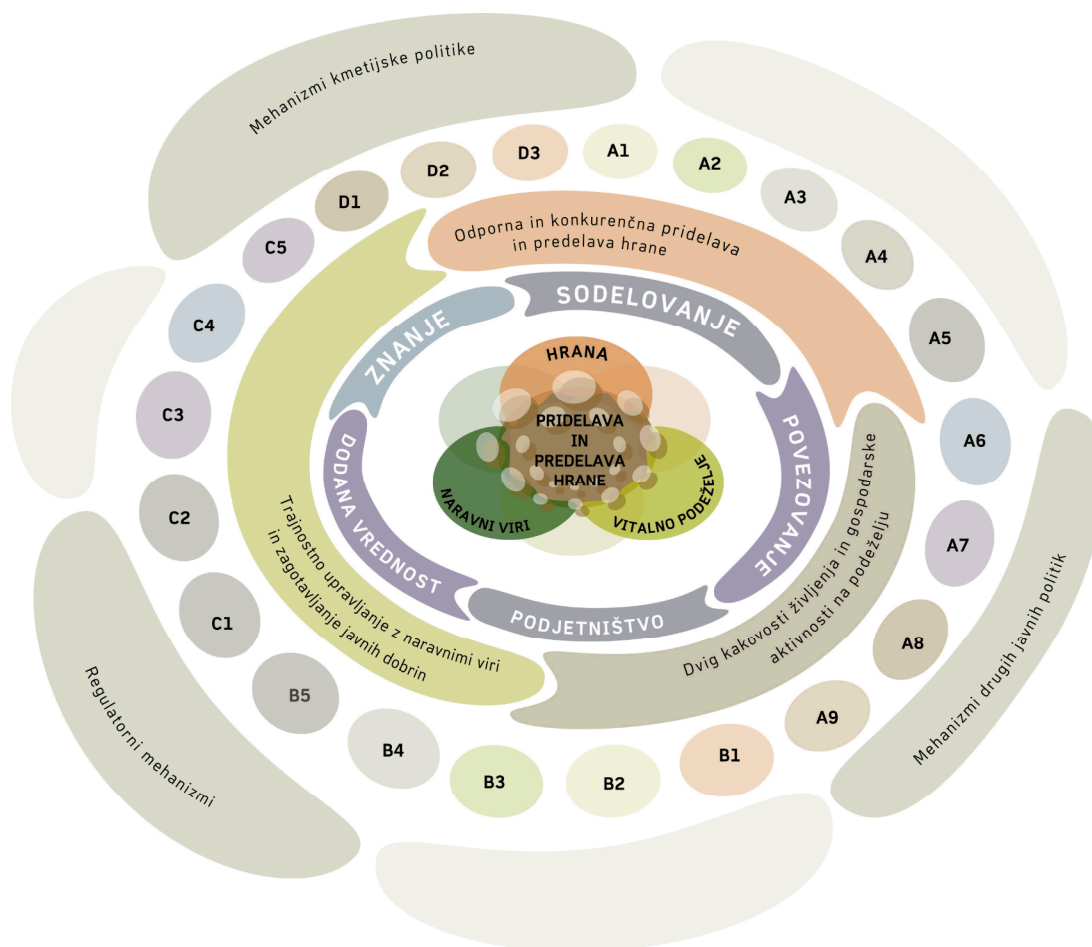 Mehanizmi kmetijske politike
D3
A1
D2
A2
D1
A3
C5
A4
C4
A5
C3
A6
C2
A7
C1
A8
B5
A9
B4
B1
B3
B2
Odporna in konkurenčna pridelava
in predelava hrane
SODELOVANJE
ZNANJE
POVEZOVANJE
DODANA VREDNOST
PODJETNIŠTVO
HRANA
PRIDELAVA
IN
PREDELAVA
HRANE
NARAVNI VIRI
VITALNO PODEŽELJE
Trajnostno upravljanje z naravnimi viri
in zagotavljanje javnih dobrin
Dvig kakovosti življenja in gospodarske
aktivnosti na podeželju
Regulatorni mehanizmi
Mehanizmi drugih javnih politik